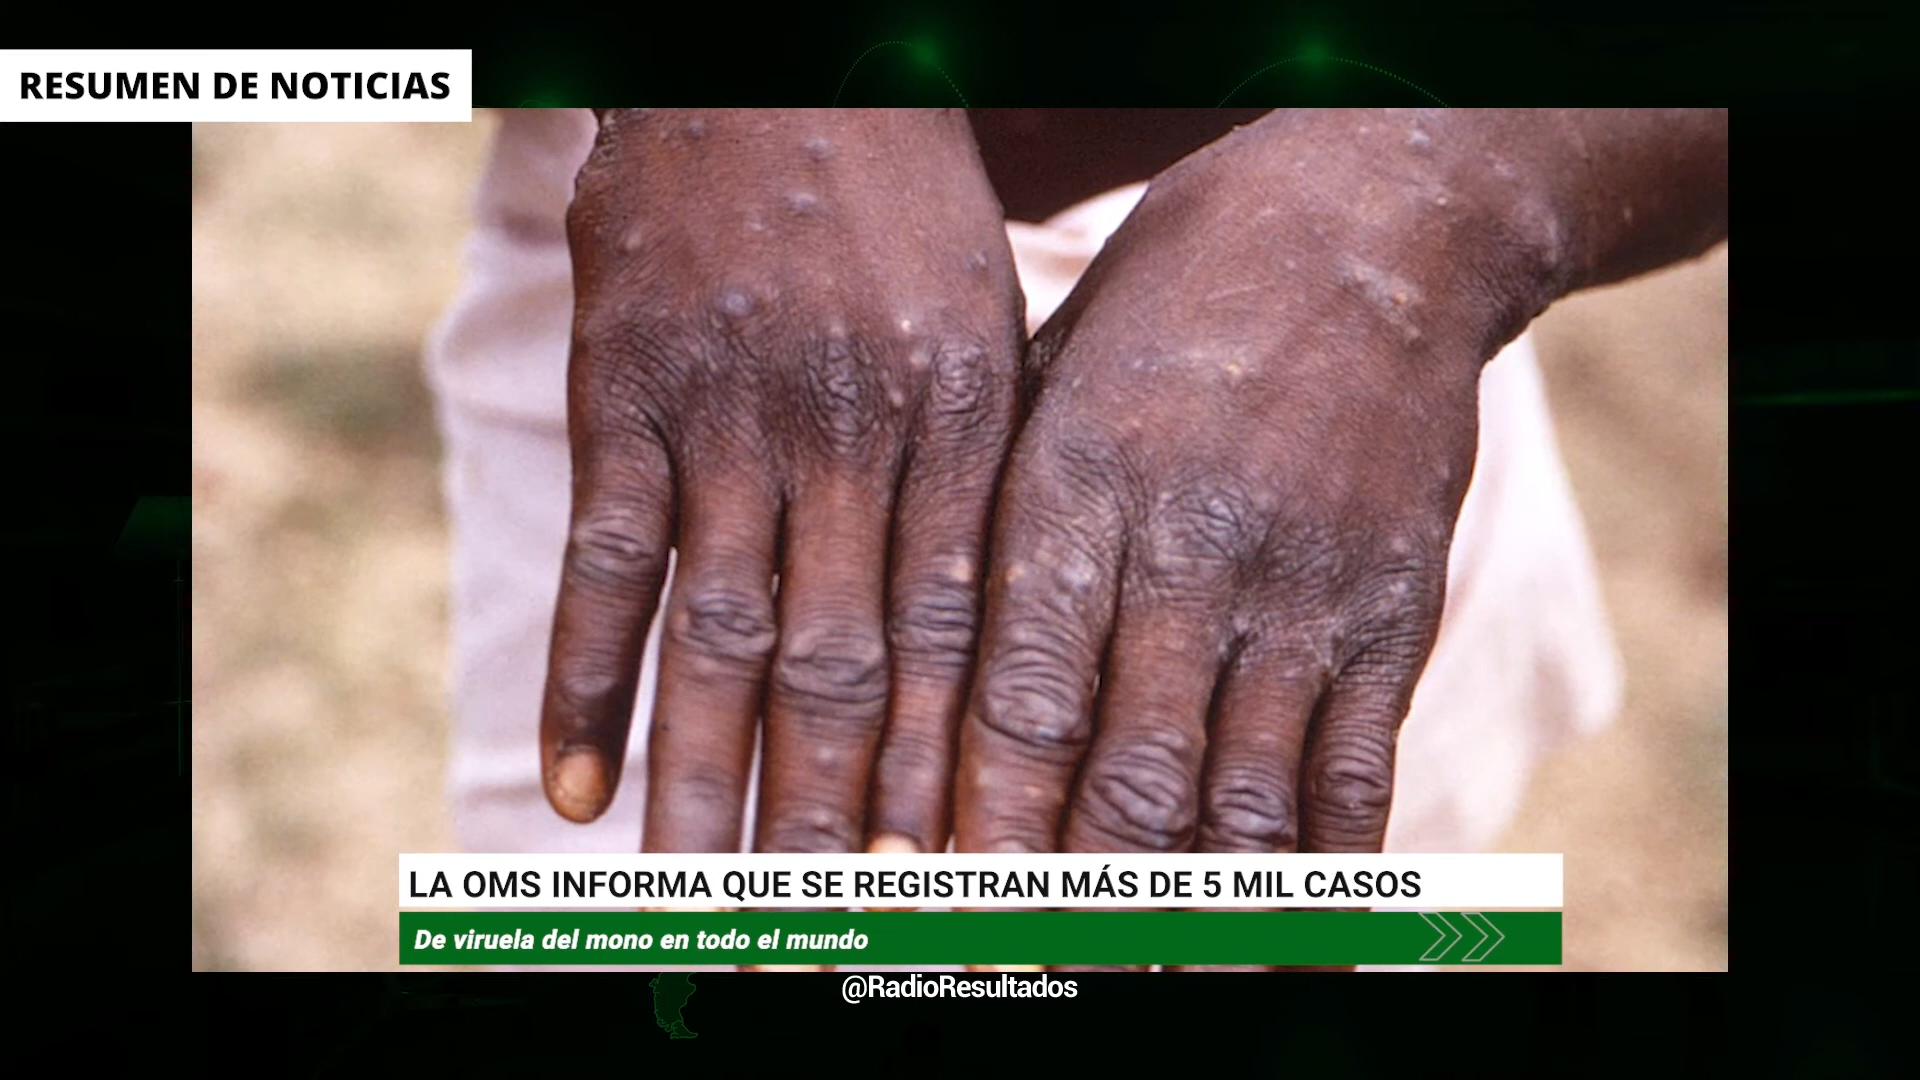 RESUMEN DE NOTICIAS
LA OMS INFORMA QUE SE REGISTRAN MÁS DE 5 MIL CASOS
De viruela del mono en todo el mundo
@RadioResultados